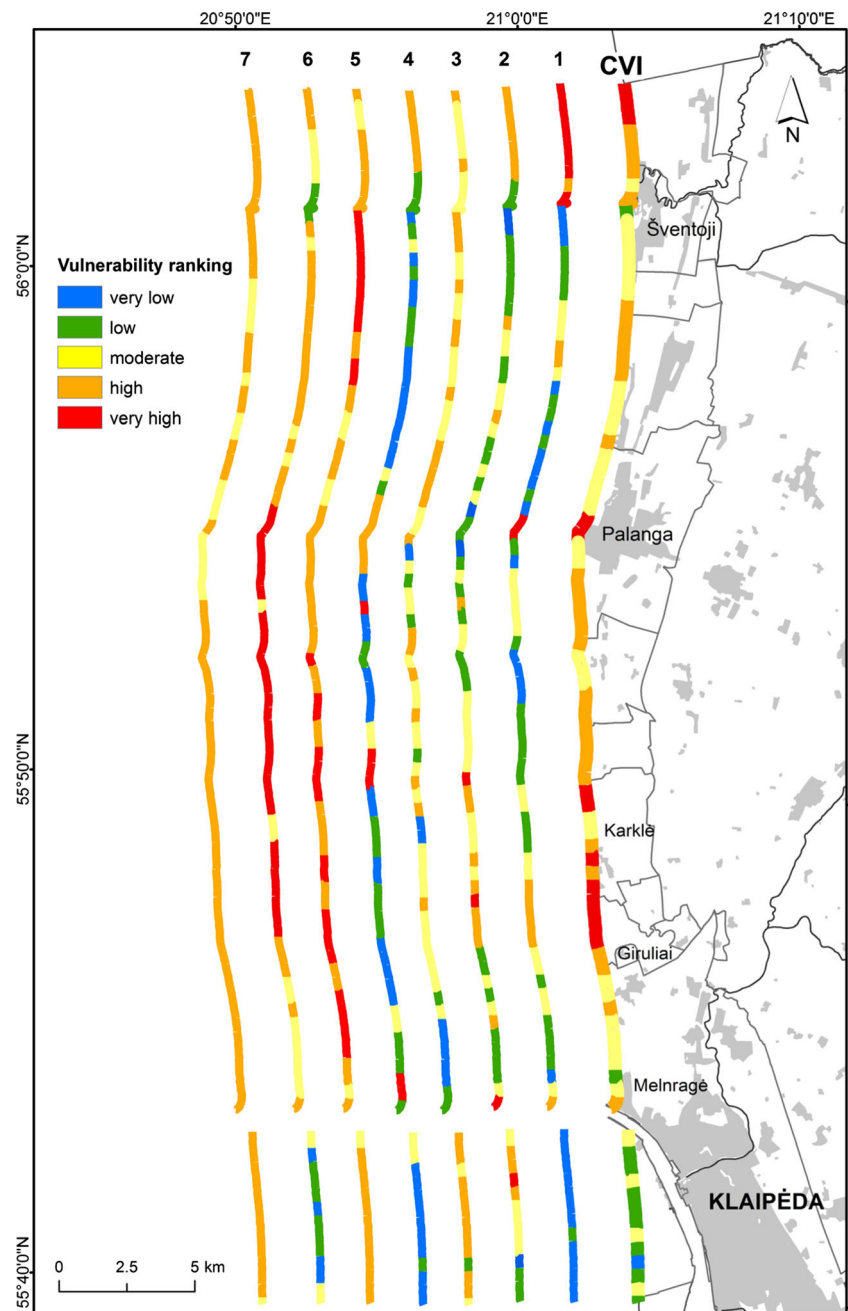 20°50'0"E 21°0'0"E 21°10'0"E
7 6 5 4 3 2 1 CVI
N
Šventoji
56°0'0"N
Vulnerability ranking
very low
low
moderate
high
very high
Palanga
55°50'0"N
Karklė
Giruliai
Melnragė
KLAIPĖDA
0 2.5 5 km
55°40'0"N